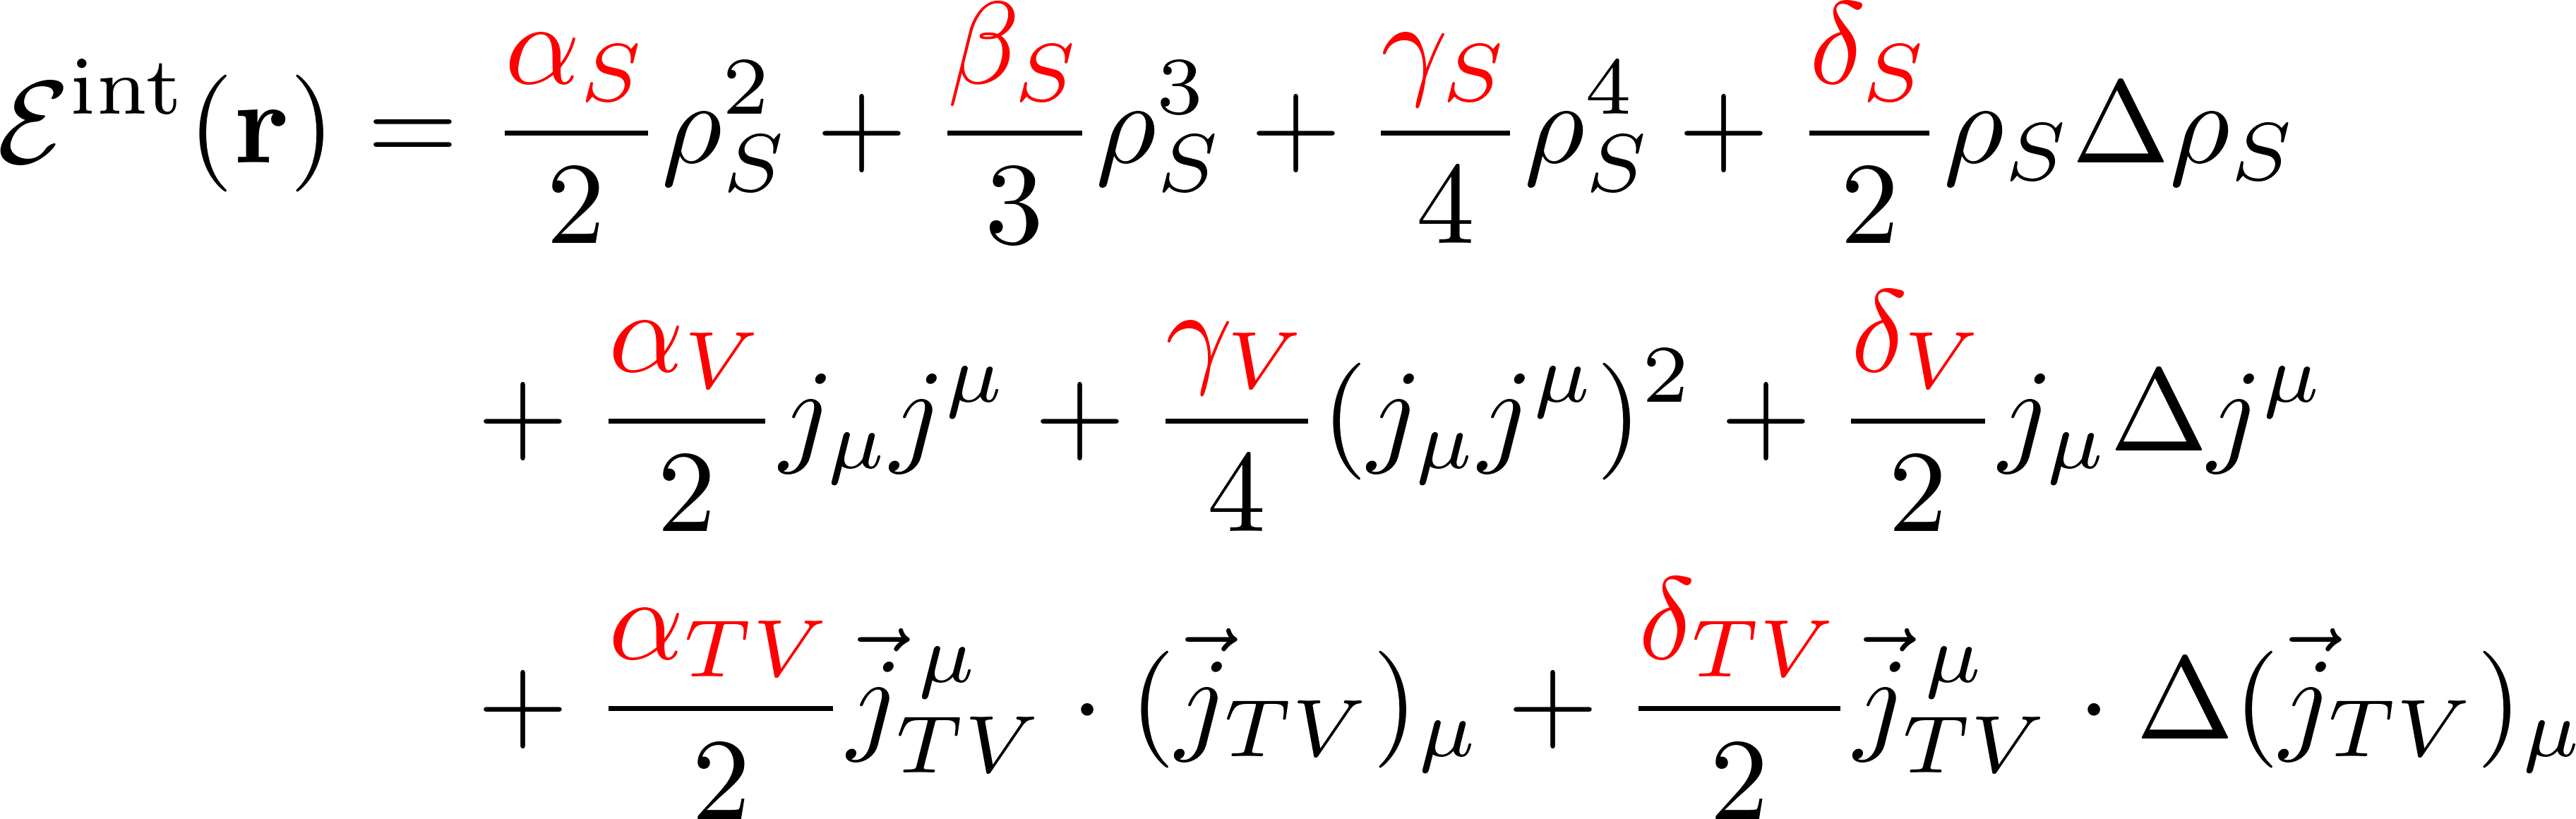 $\mathcal{E}^{\text{int}}(\mathbf{r}) = \frac{\alpha_S}{2}\rho_S^2 + \frac{\beta_S}{3}\rho_S^3 + \frac{\gamma_S}{4}\rho_S^4 + \frac{\delta_S}{2}\rho_S \Delta \rho_S$
$+ \frac{\alpha_V}{2} j_\mu j^\mu + \frac{\gamma_V}{4} (j_\mu j^\mu)^2 + \frac{\delta_V}{2} j_\mu \Delta j^\mu$
$+ \frac{\alpha_{TV}}{2} \vec{j}_{TV}^{\mu} \cdot (\vec{j}_{TV})_\mu + \frac{\delta_{TV}}{2} \vec{j}_{TV}^{\mu} \cdot \Delta (\vec{j}_{TV})_\mu$